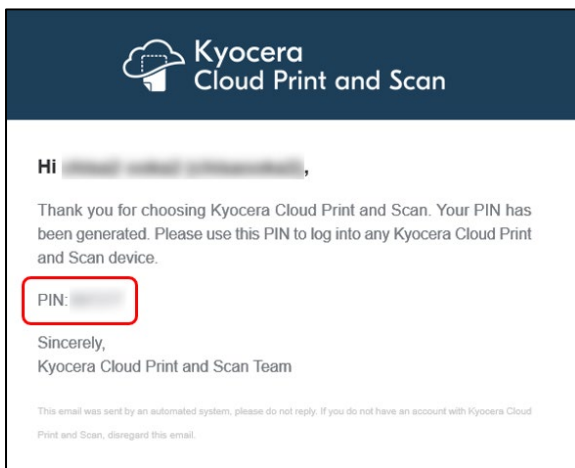 Kyocera
Cloud Print and Scan
Hi ,
Thank you for choosing Kyocera Cloud Print and Scan. Your PIN has
been generated. Please use this PIN to log into any Kyocera Cloud Print
and Scan device.
PIN:
Sincerely,
Kyocera Cloud Print and Scan Team
This email was sent by an automated system, please do not reply. If you do not have an account with Kyocera Cloud
Print and Scan, disregard this email.